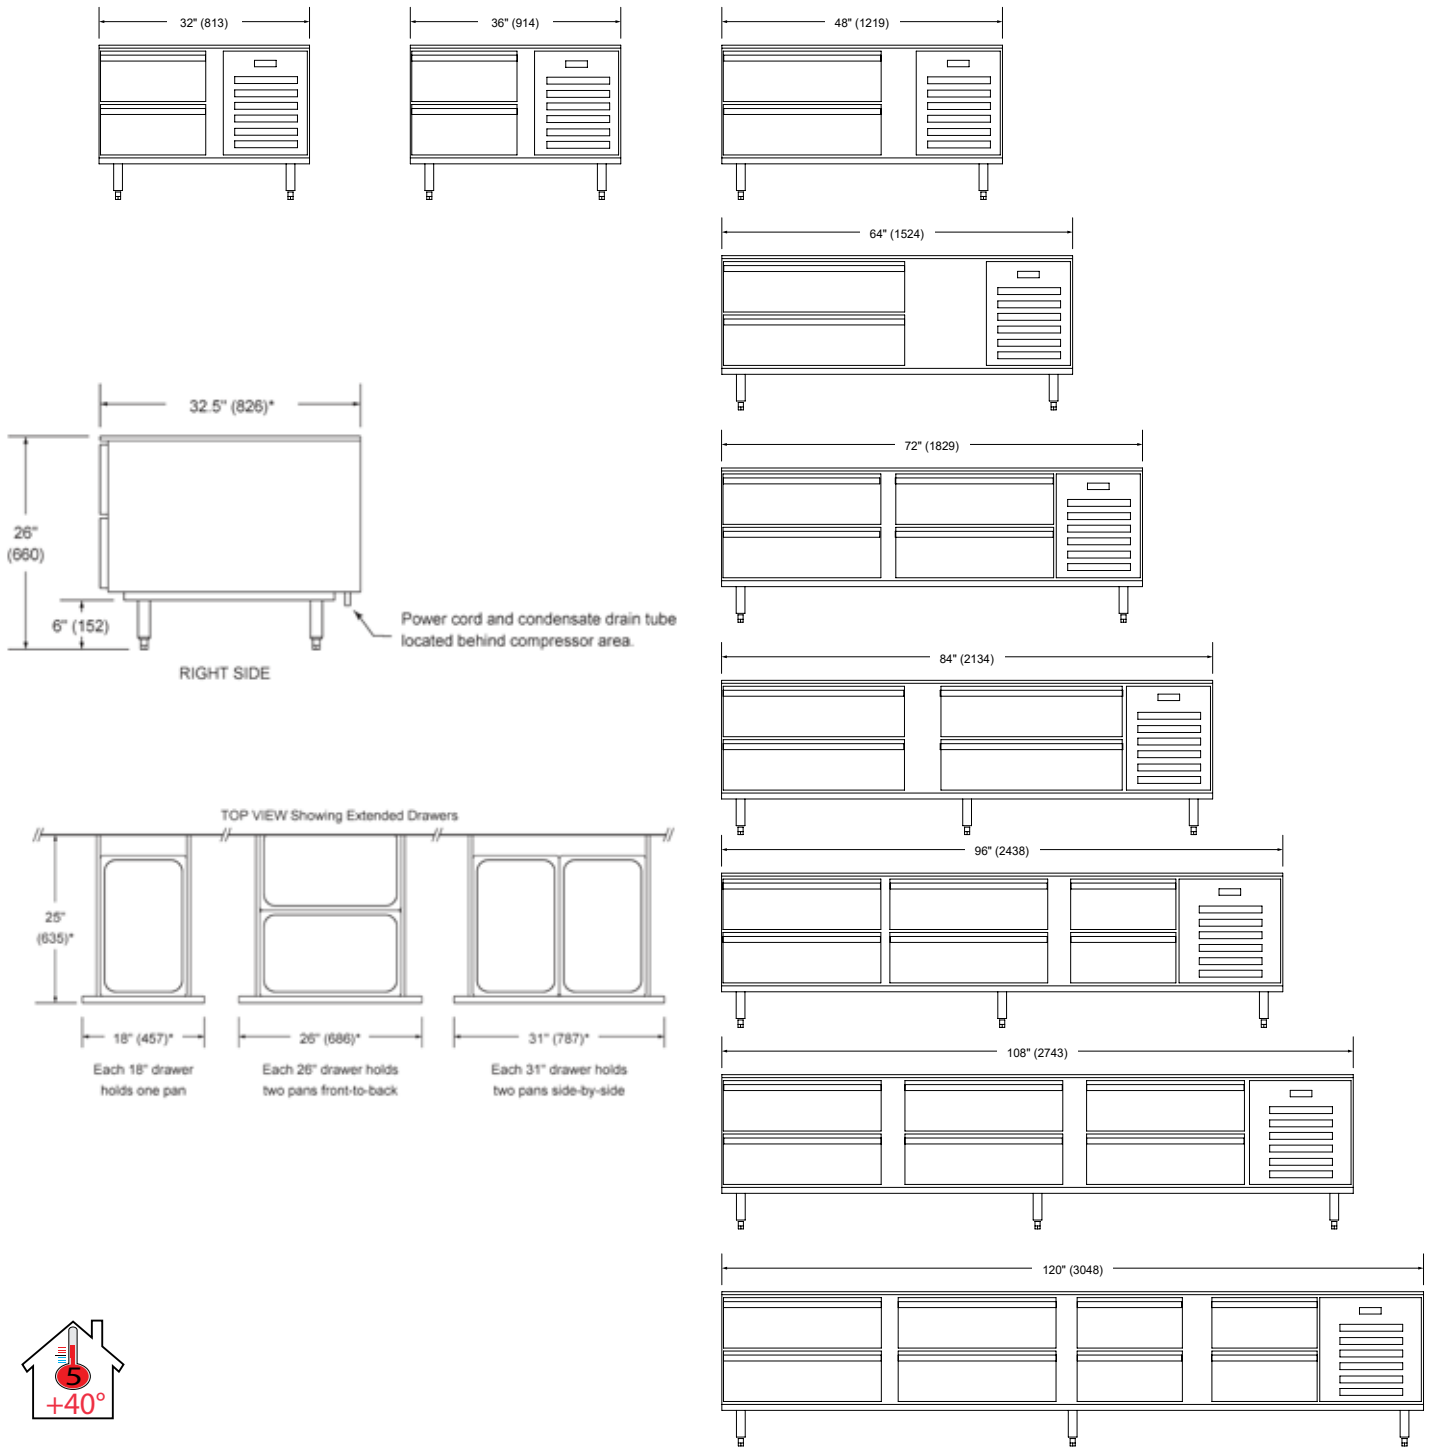 32" (813)
36" (914)
48" (1219)
64" (1524)
72" (1829)
84" (2134)
96" (2438)
108" (2743)
120" (3048)
32.5" (826)*
26"
(660)
6" (152)
Power cord and condensate drain tube
located behind compressor area.
RIGHT SIDE
TOP VIEW Showing Extended Drawers
25"
(635)*
18" (457)*
26" (686)*
31" (787)*
Each 18" drawer
holds one pan
Each 26" drawer holds
two pans front-to-back
Each 31" drawer holds
two pans side-by-side
5
+40°